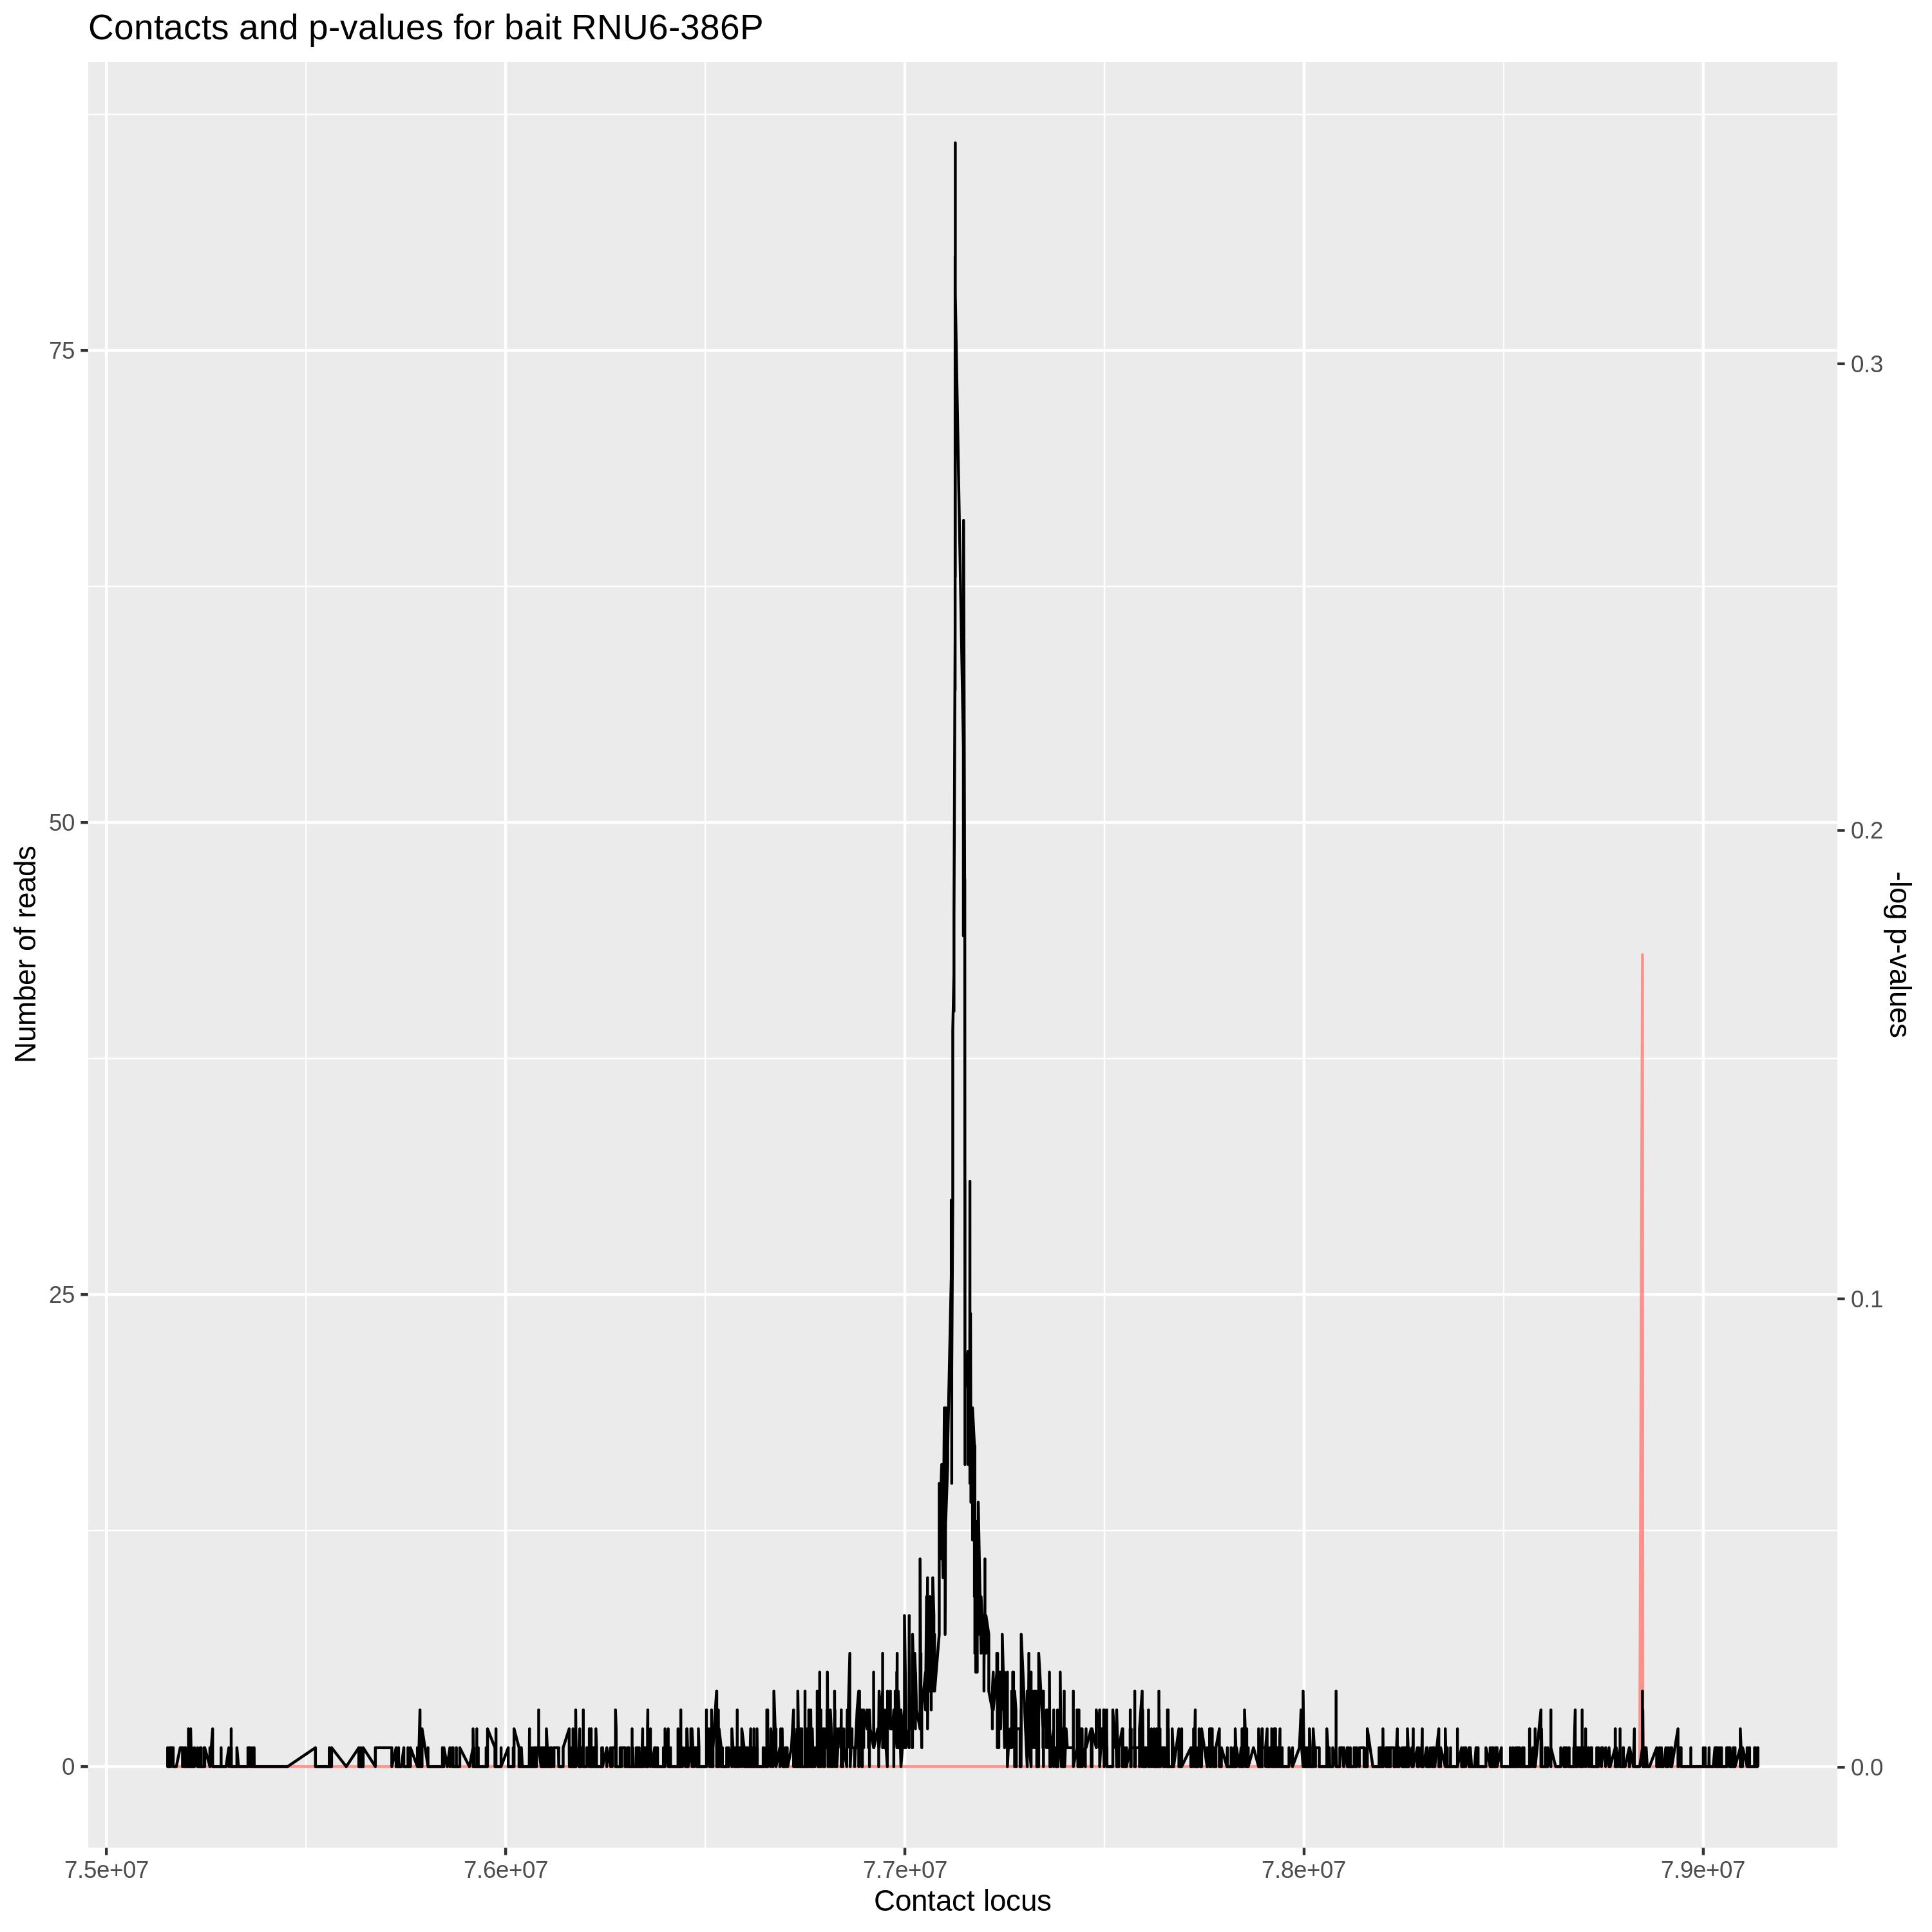 Contacts and p-values for bait RNU6-386P
75
50
25
0
0.3
0.2
0.1
0.0
Number of reads
-log p-values
7.5e+07
7.6e+07
7.7e+07
7.8e+07
7.9e+07
Contact locus